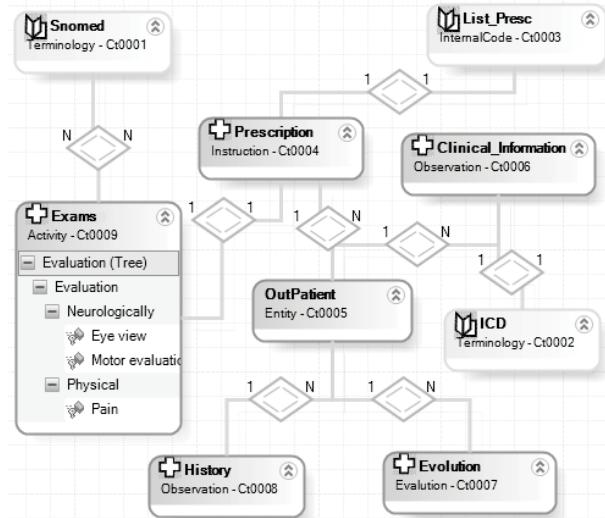 Snomed
Terminology - Ct0001
List_Presc
InternalCode - Ct0003
1
1
N
N
Prescription
Instruction - Ct0004
Clinical_Information
Observation - Ct0006
Exams
Activity - Ct0009
1
1
1
N
1
N
Evaluation (Tree)
Evaluation
Neurologically
Eye view
Motor evaluatic
Physical
Pain
1
1
OutPatient
Entity - Ct0005
ICD
Terminology - Ct0002
1
N
1
N
History
Observation - Ct0008
Evolution
Evalution - Ct0007